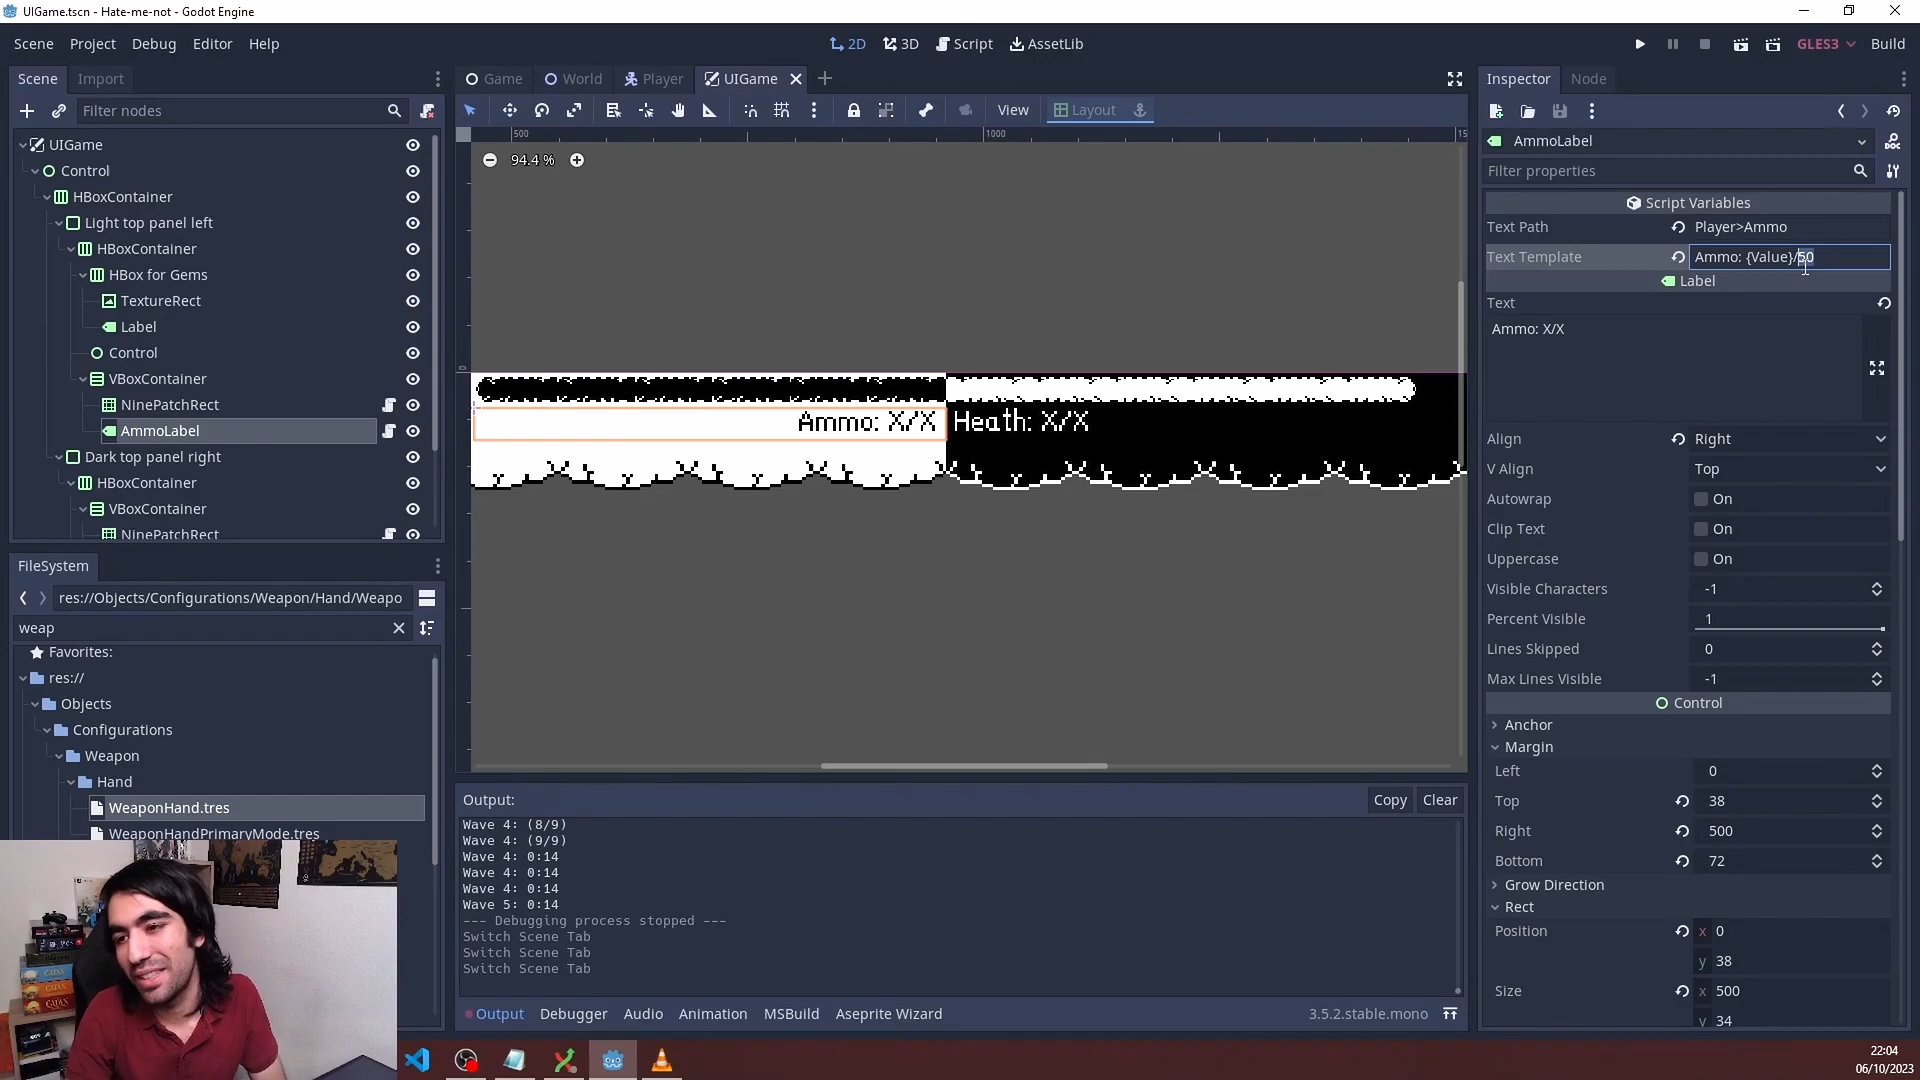 UIGame.tscn - Hate-me-not - Godot Engine
Scene Project Debug Editor Help
2D 3D Script AssetLib
GLES3 Build
Scene Import
Filter nodes
UIGame
Control
HBoxContainer
Light top panel left
HBoxContainer
HBox for Gems
TextureRect
Label
Control
VBoxContainer
NinePatchRect
AmmoLabel
Dark top panel right
HBoxContainer
VBoxContainer
NinePatchRect
FileSystem
res://Objects/Configurations/Weapon/Hand/Weapo
weap
Favorites:
res://
Objects
Configurations
Weapon
Hand
WeaponHand.tres
WeaponHandPrimaryMode.tres
Game World Player UIGame
View Layout
500 1000 15
94.4 %
0
Ammo: X/X Heath: X/X
Output: Copy Clear
Wave 4: (8/9)
Wave 4: (9/9)
Wave 4: 0:14
Wave 4: 0:14
Wave 4: 0:14
Wave 5: 0:14
--- Debugging process stopped ---
Switch Scene Tab
Switch Scene Tab
Switch Scene Tab
Output Debugger Audio Animation MSBuild Aseprite Wizard 3.5.2.stable.mono
Inspector Node
AmmoLabel
Filter properties
Script Variables
Text Path Player>Ammo
Text Template Ammo: {Value}/50
Label
Text
Ammo: X/X
Align Right
V Align Top
Autowrap On
Clip Text On
Uppercase On
Visible Characters -1
Percent Visible 1
Lines Skipped 0
Max Lines Visible -1
Control
Anchor
Margin
Left 0
Top 38
Right 500
Bottom 72
Grow Direction
Rect
Position x 0
y 38
Size x 500
y 34
CATAN
CATAN
22:04
06/10/2023